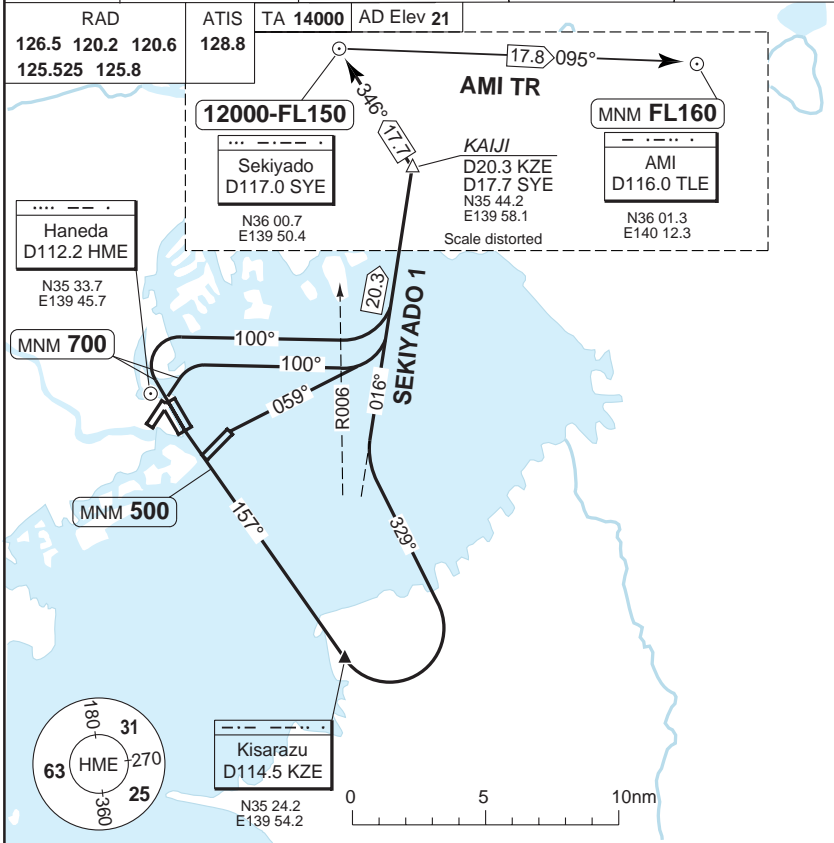 RAD
126.5 120.2 120.6
125.525 125.8
ATIS
128.8
TA 14000
AD Elev 21
17.8 095°
AMI TR
12000-FL150
346°
17.7
MNM FL160
Sekiyado
D117.0 SYE
N36 00.7
E139 50.4
KAIJI
D20.3 KZE
D17.7 SYE
N35 44.2
E139 58.1
Scale distorted
AMI
D116.0 TLE
N36 01.3
E140 12.3
Haneda
D112.2 HME
N35 33.7
E139 45.7
20.3
SEKIYADO 1
MNM 700
100°
100°
059°
R006
016°
MNM 500
157°
329°
180
31
63
HME
270
25
360
Kisarazu
D114.5 KZE
N35 24.2
E139 54.2
0 5 10nm